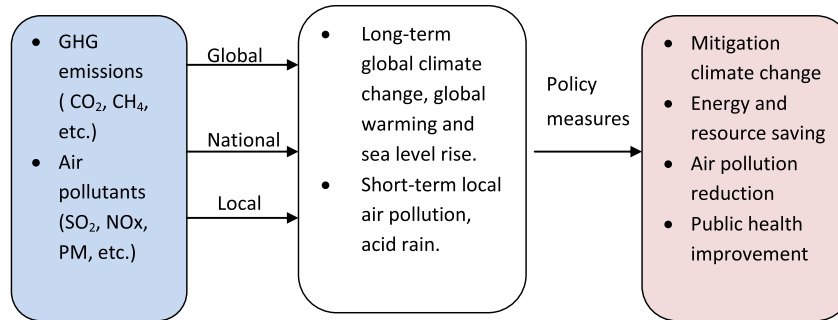 • GHG
emissions
( CO₂, CH₄,
etc.)
• Air
pollutants
(SO₂, NOx,
PM, etc.)
Global
National
Local
• Long-term
global climate
change, global
warming and
sea level rise.
• Short-term local
air pollution,
acid rain.
Policy
measures
• Mitigation
climate change
• Energy and
resource saving
• Air pollution
reduction
• Public health
improvement